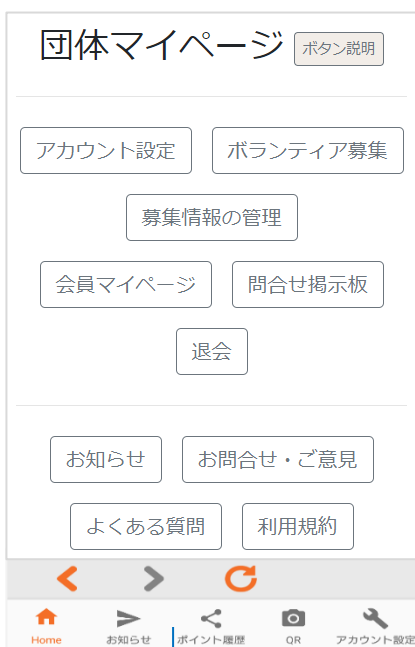 団体マイページ ボタン説明
アカウント設定 ボランティア募集
募集情報の管理
会員マイページ 問合せ掲示板
退会
お知らせ お問合せ・ご意見
よくある質問 利用規約
Home お知らせ ポイント履歴 QR アカウント設定